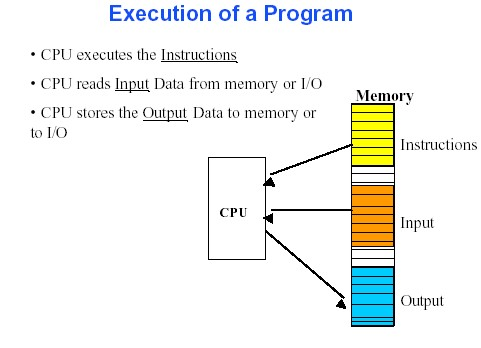 Execution of a Program
• CPU executes the Instructions
• CPU reads Input Data from memory or I/O
• CPU stores the Output Data to memory or
to I/O
Memory
Instructions
CPU
Input
Output